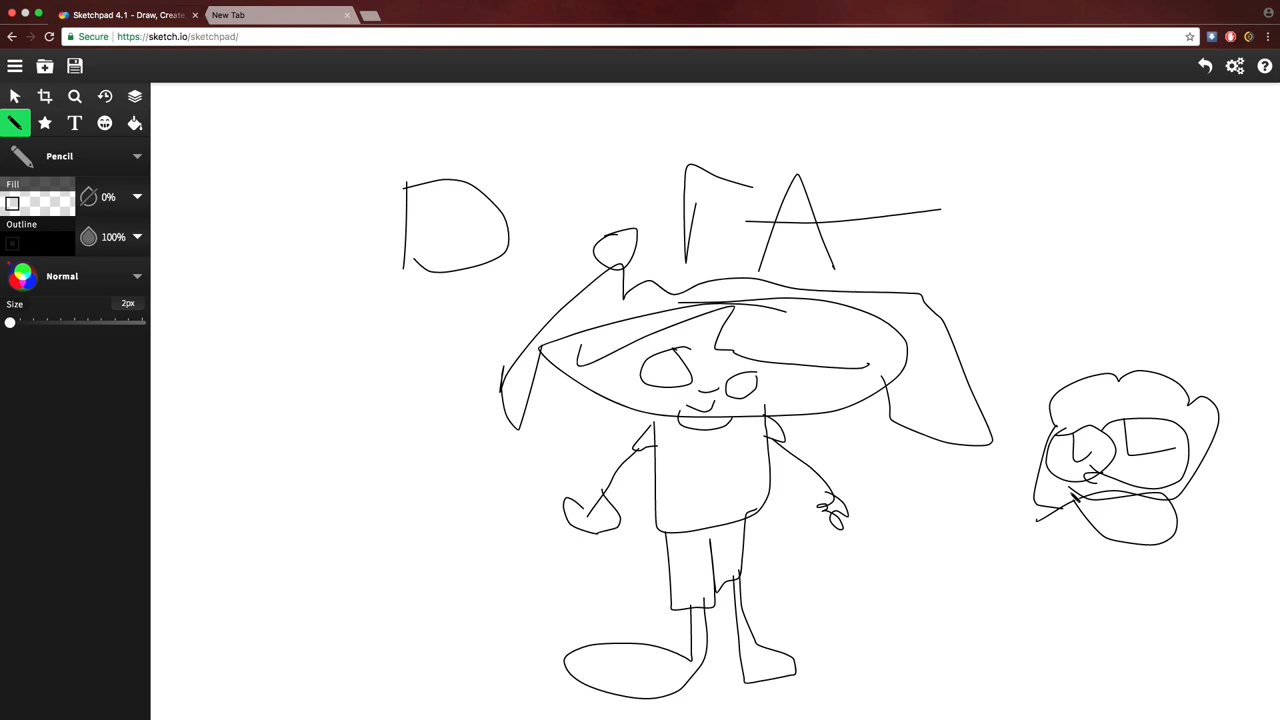 Sketchpad 4.1 - Draw, Create,
New Tab
Secure
https://sketch.io/sketchpad/
T
Pencil
Fill
0%
Outline
100%
Normal
Size
2px
D
A